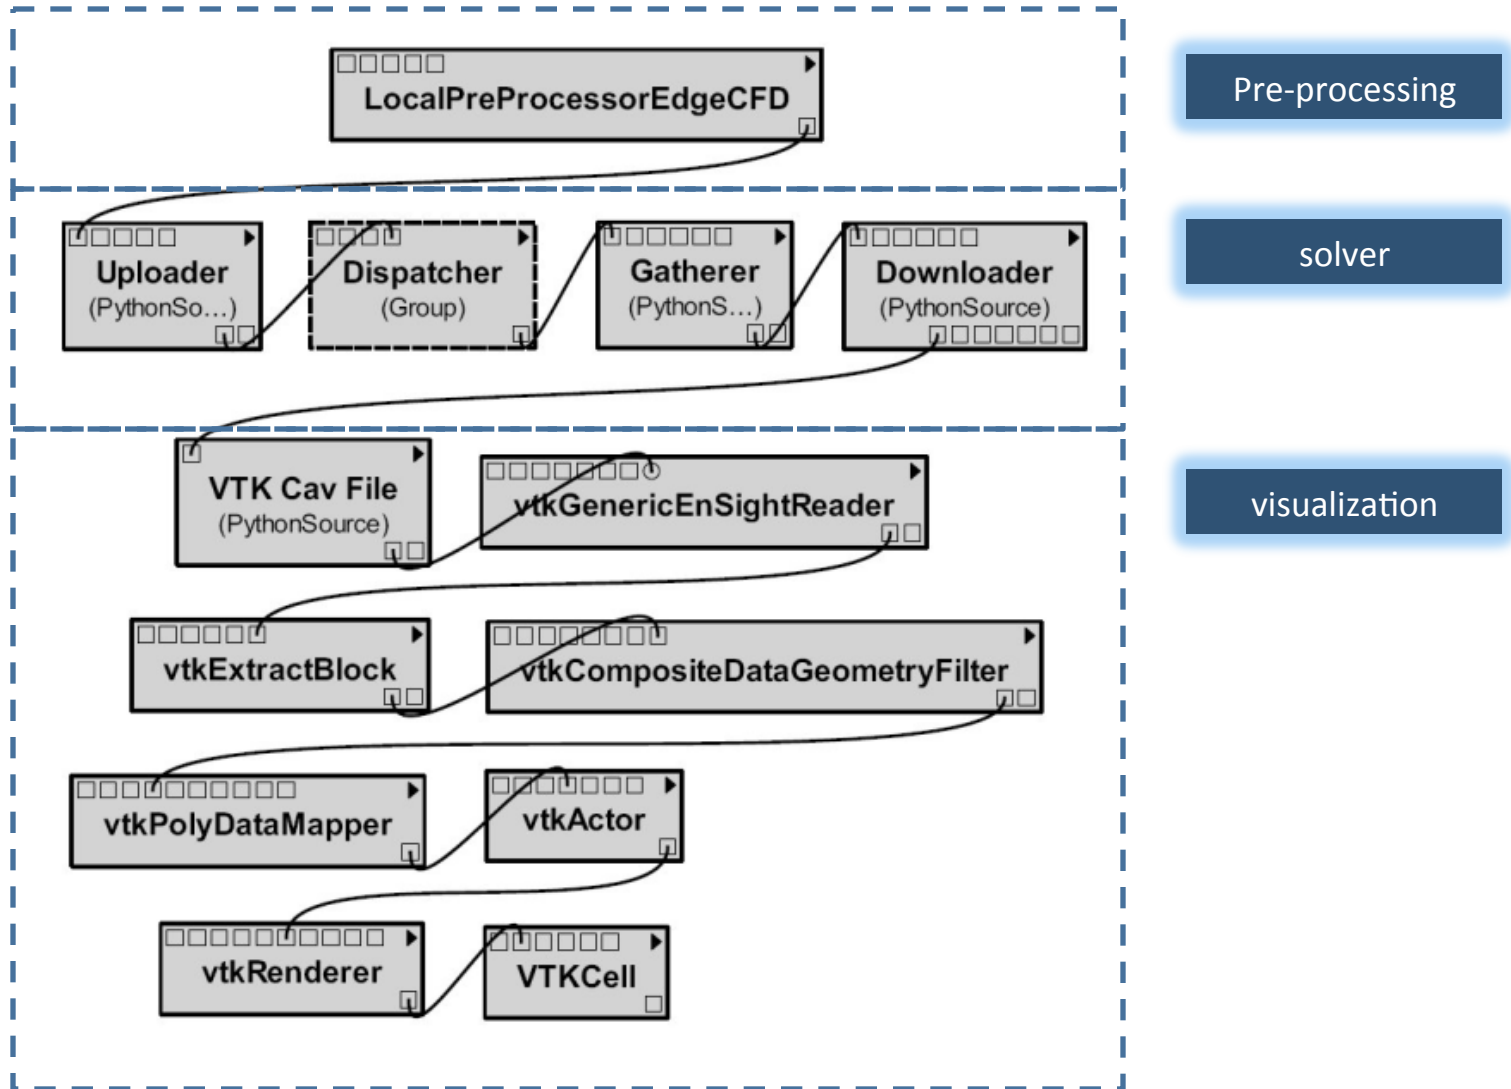 LocalPreProcessorEdgeCFD
Pre-processing
Uploader
(PythonSo...)
Dispatcher
(Group)
Gatherer
(PythonS...)
Downloader
(PythonSource)
solver
VTK Cav File
(PythonSource)
vtkGenericEnSightReader
visualization
vtkExtractBlock
vtkCompositeDataGeometryFilter
vtkPolyDataMapper
vtkActor
vtkRenderer
VTKCell